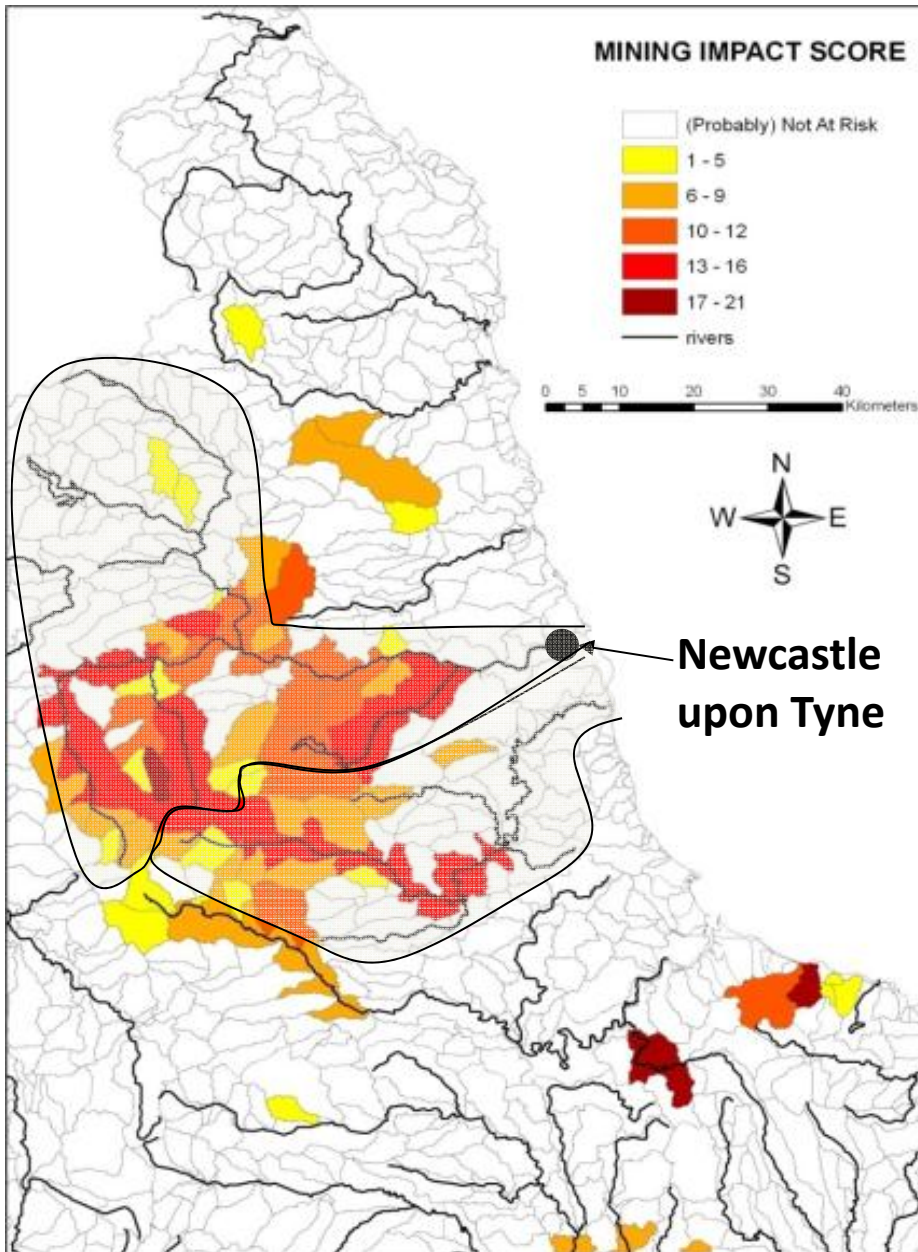 MINING IMPACT SCORE
(Probably) Not At Risk
1 - 5
6 - 9
10 - 12
13 - 16
17 - 21
rivers
0 5 10 20 30 40
Kilometers
N
W E
S
Newcastle
upon Tyne